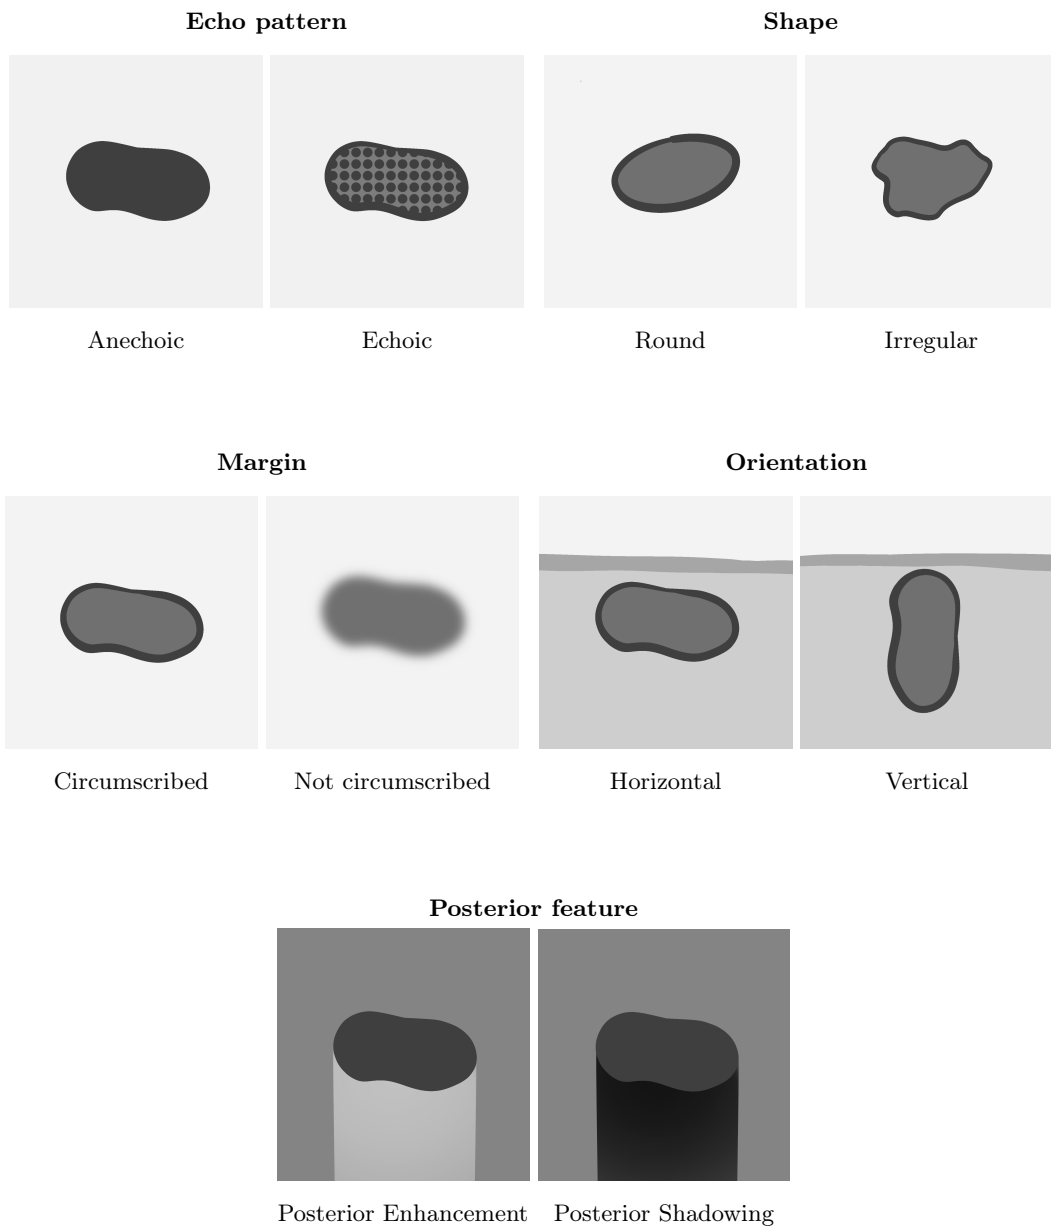 Echo pattern
Shape
Anechoic
Echoic
Round
Irregular
Margin
Orientation
Circumscribed
Not circumscribed
Horizontal
Vertical
Posterior feature
Posterior Enhancement
Posterior Shadowing